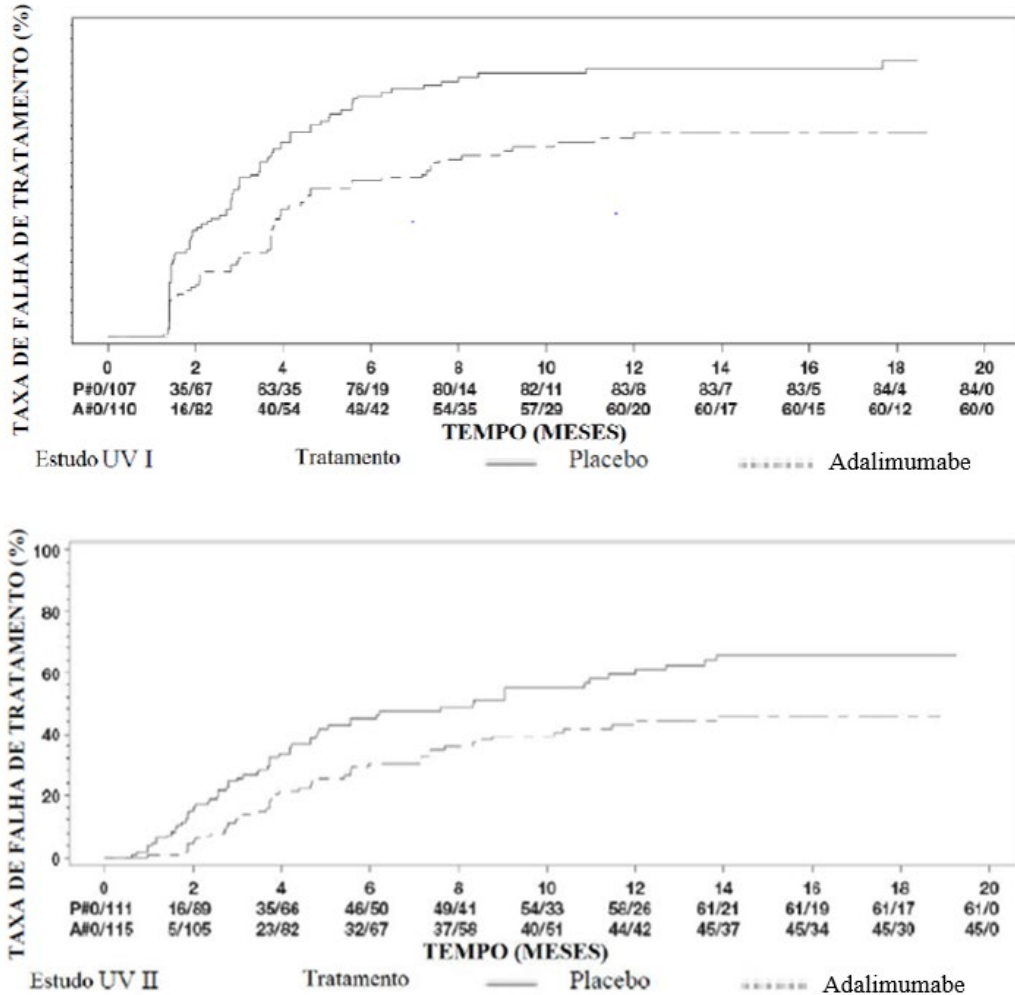 TAXA DE FALHA DE TRATAMENTO (%)
0 2 4 6 8 10 12 14 16 18 20
P#0/107 35/67 63/35 76/19 80/14 82/11 83/8 83/7 83/5 84/4 84/0
A#0/110 16/82 40/54 48/42 54/35 57/29 60/20 60/17 60/15 60/12 60/0
TEMPO (MESES)
Estudo UV I Tratamento Placebo Adalimumabe
TAXA DE FALHA DE TRATAMENTO (%)
100
80
60
40
20
0
0 2 4 6 8 10 12 14 16 18 20
P#0/111 16/89 35/66 46/50 49/41 54/33 58/26 61/21 61/19 61/17 61/0
A#0/115 5/105 23/82 32/67 37/58 40/51 44/42 45/37 45/34 45/30 45/0
TEMPO (MESES)
Estudo UV II Tratamento Placebo Adalimumabe